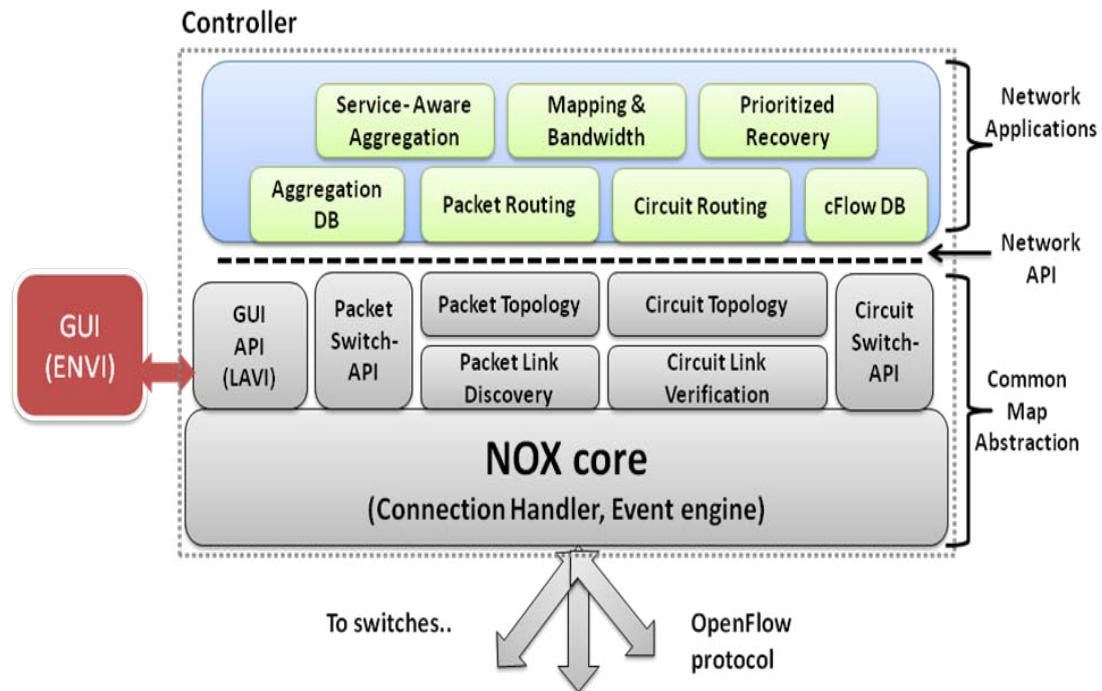 Controller
Service- Aware
Aggregation
Mapping &
Bandwidth
Prioritized
Recovery
Network
Applications
Aggregation
DB
Packet Routing
Circuit Routing
cFlow DB
Network
API
GUI
(ENVI)
GUI
API
(LAVI)
Packet
Switch-
API
Packet Topology
Circuit Topology
Packet Link
Discovery
Circuit Link
Verification
Circuit
Switch-
API
Common
Map
Abstraction
NOX core
(Connection Handler, Event engine)
To switches..
OpenFlow
protocol